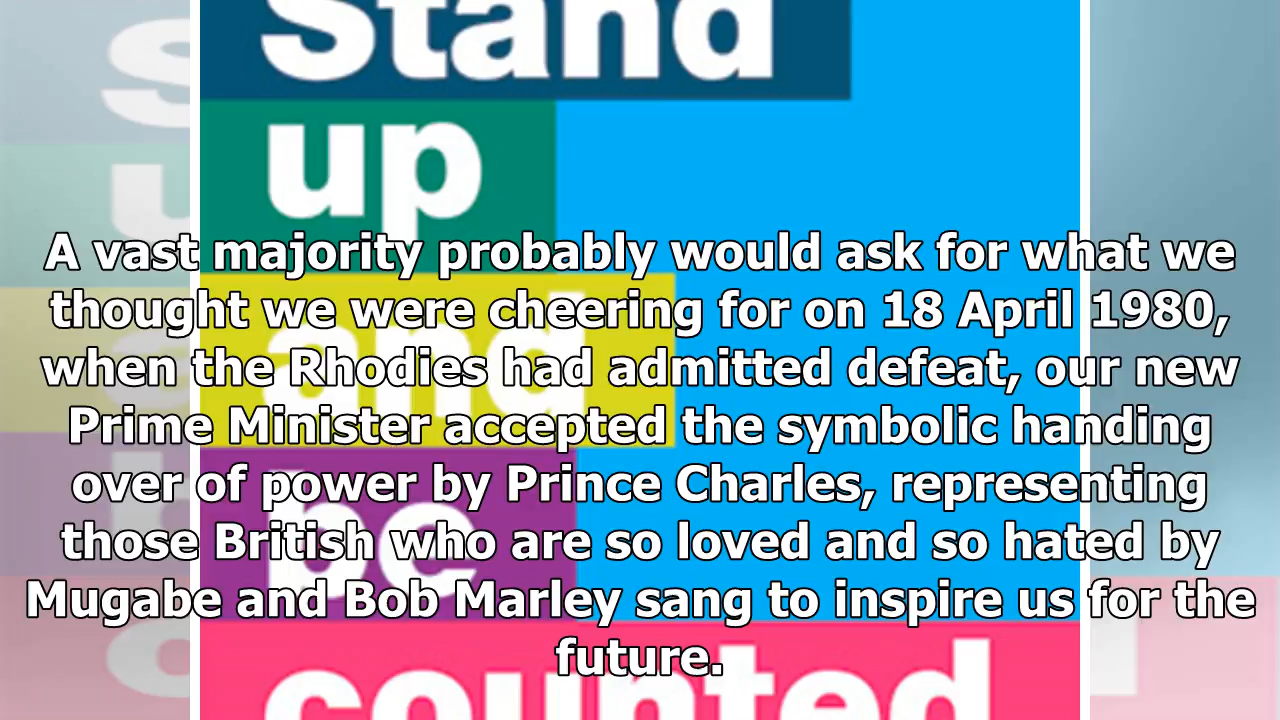 Stand
up
and
be
counted
A vast majority probably would ask for what we
thought we were cheering for on 18 April 1980,
when the Rhodies had admitted defeat, our new
Prime Minister accepted the symbolic handing
over of power by Prince Charles, representing
those British who are so loved and so hated by
Mugabe and Bob Marley sang to inspire us for the
future.